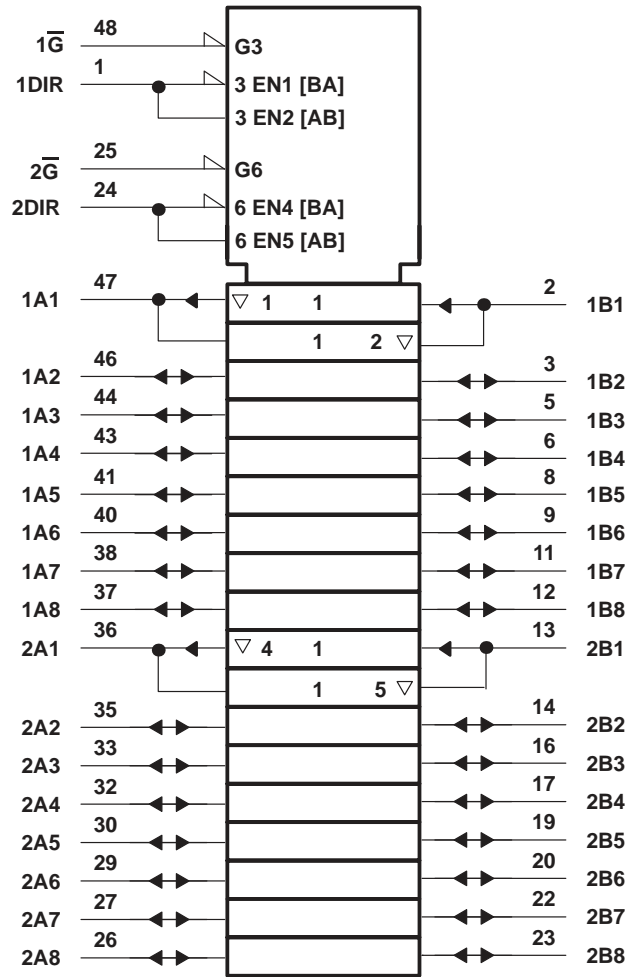 1G̅ 48 G3
1DIR 1 3 EN1 [BA]
3 EN2 [AB]
2G̅ 25 G6
2DIR 24 6 EN4 [BA]
6 EN5 [AB]
1A1 47 ▽ 1 1 2 1B1
1 2 ▽
1A2 46 3 1B2
1A3 44 5 1B3
1A4 43 6 1B4
1A5 41 8 1B5
1A6 40 9 1B6
1A7 38 11 1B7
1A8 37 12 1B8
2A1 36 ▽ 4 1 13 2B1
1 5 ▽
2A2 35 14 2B2
2A3 33 16 2B3
2A4 32 17 2B4
2A5 30 19 2B5
2A6 29 20 2B6
2A7 27 22 2B7
2A8 26 23 2B8